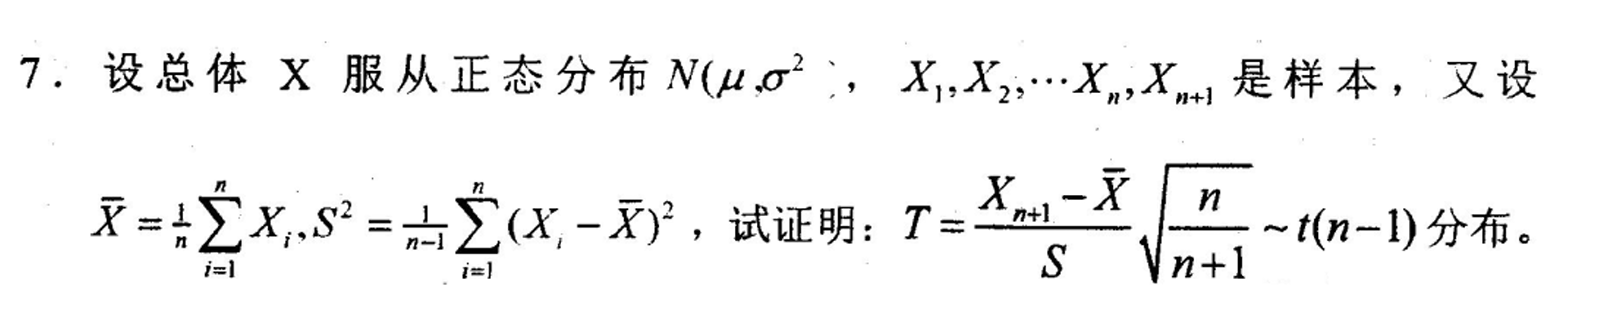 7. 设总体 X 服从正态分布 N(μ,σ², X₁,X₂,⋯Xₙ,Xₙ₊₁ 是样本，又设
X̄ = 1/n ∑ᵢ₌₁ⁿ Xᵢ, S² = 1/(n−1) ∑ᵢ₌₁ⁿ (Xᵢ − X̄)²，试证明：T = (Xₙ₊₁ − X̄)/S √(n/(n+1)) ~ t(n−1) 分布。